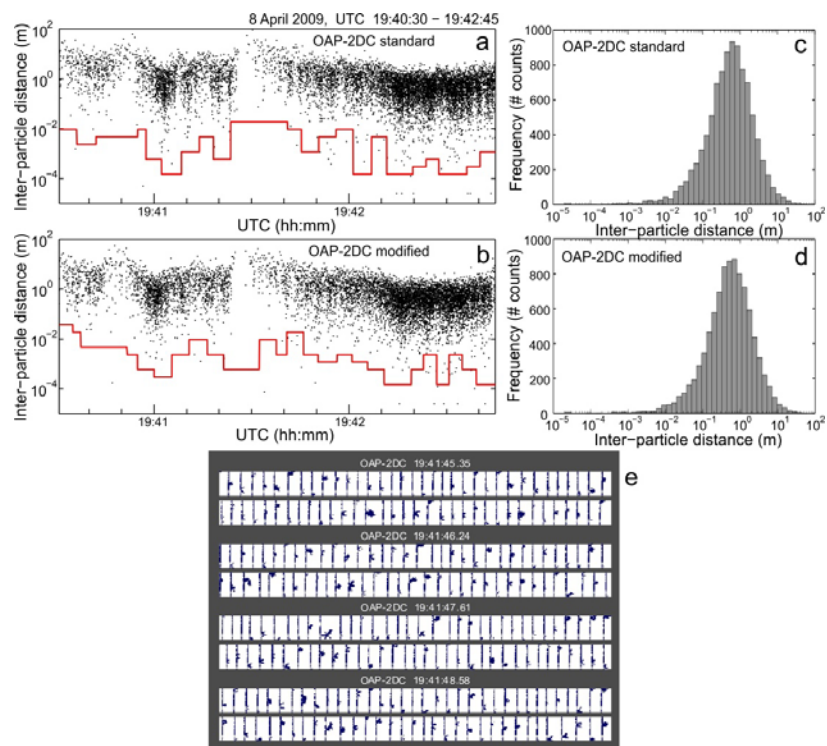 8 April 2009, UTC 19:40:30 − 19:42:45
OAP-2DC standard
a
Inter−particle distance (m)
10^2
10^0
10^−2
10^−4
19:41
19:42
UTC (hh:mm)
OAP-2DC modified
b
Inter−particle distance (m)
10^2
10^0
10^−2
10^−4
19:41
19:42
UTC (hh:mm)
OAP-2DC standard
c
Frequency (# counts)
1000
800
600
400
200
0
10^−5 10^−4 10^−3 10^−2 10^−1 10^0 10^1 10^2
Inter−particle distance (m)
OAP-2DC modified
d
Frequency (# counts)
1000
800
600
400
200
0
10^−5 10^−4 10^−3 10^−2 10^−1 10^0 10^1 10^2
Inter−particle distance (m)
e
OAP-2DC 19:41:45.35
OAP-2DC 19:41:46.24
OAP-2DC 19:41:47.61
OAP-2DC 19:41:48.58